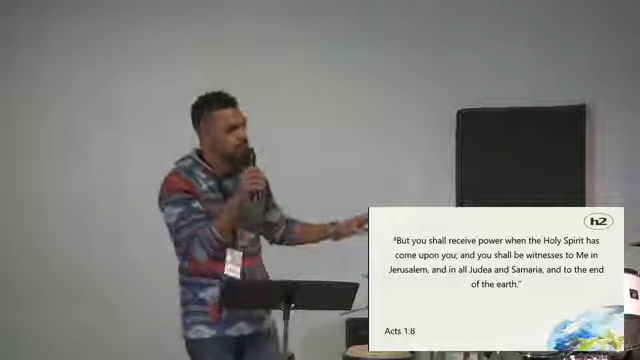 h2
⁸But you shall receive power when the Holy Spirit has
come upon you; and you shall be witnesses to Me in
Jerusalem, and in all Judea and Samaria, and to the end
of the earth.”
Acts 1:8